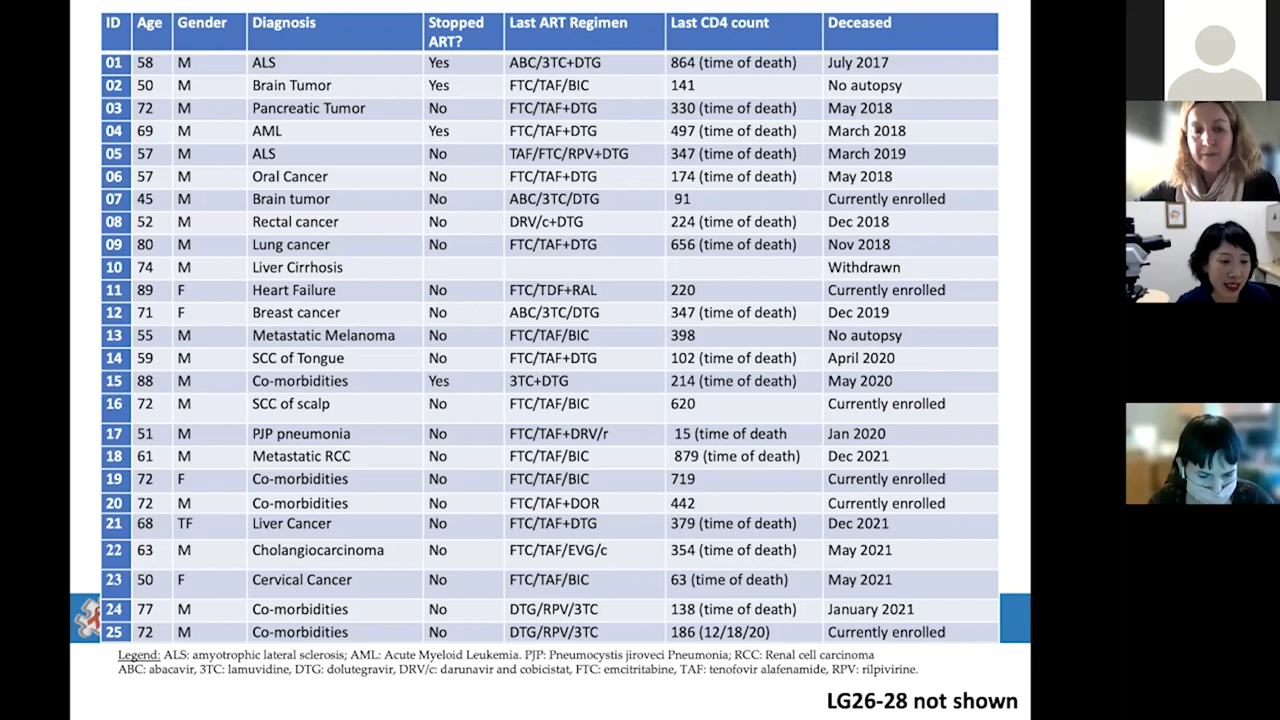 ID Age Gender Diagnosis Stopped ART? Last ART Regimen Last CD4 count Deceased
01 58 M ALS Yes ABC/3TC+DTG 864 (time of death) July 2017
02 50 M Brain Tumor Yes FTC/TAF/BIC 141 No autopsy
03 72 M Pancreatic Tumor No FTC/TAF+DTG 330 (time of death) May 2018
04 69 M AML Yes FTC/TAF+DTG 497 (time of death) March 2018
05 57 M ALS No TAF/FTC/RPV+DTG 347 (time of death) March 2019
06 57 M Oral Cancer No FTC/TAF+DTG 174 (time of death) May 2018
07 45 M Brain tumor No ABC/3TC/DTG 91 Currently enrolled
08 52 M Rectal cancer No DRV/c+DTG 224 (time of death) Dec 2018
09 80 M Lung cancer No FTC/TAF+DTG 656 (time of death) Nov 2018
10 74 M Liver Cirrhosis Withdrawn
11 89 F Heart Failure No FTC/TDF+RAL 220 Currently enrolled
12 71 F Breast cancer No ABC/3TC/DTG 347 (time of death) Dec 2019
13 55 M Metastatic Melanoma No FTC/TAF/BIC 398 No autopsy
14 59 M SCC of Tongue No FTC/TAF+DTG 102 (time of death) April 2020
15 88 M Co-morbidities Yes 3TC+DTG 214 (time of death) May 2020
16 72 M SCC of scalp No FTC/TAF/BIC 620 Currently enrolled
17 51 M PJP pneumonia No FTC/TAF+DRV/r 15 (time of death Jan 2020
18 61 M Metastatic RCC No FTC/TAF/BIC 879 (time of death) Dec 2021
19 72 F Co-morbidities No FTC/TAF/BIC 719 Currently enrolled
20 72 M Co-morbidities No FTC/TAF+DOR 442 Currently enrolled
21 68 TF Liver Cancer No FTC/TAF+DTG 379 (time of death) Dec 2021
22 63 M Cholangiocarcinoma No FTC/TAF/EVG/c 354 (time of death) May 2021
23 50 F Cervical Cancer No FTC/TAF/BIC 63 (time of death) May 2021
24 77 M Co-morbidities No DTG/RPV/3TC 138 (time of death) January 2021
25 72 M Co-morbidities No DTG/RPV/3TC 186 (12/18/20) Currently enrolled
Legend: ALS: amyotrophic lateral sclerosis; AML: Acute Myeloid Leukemia. PJP: Pneumocystis jiroveci Pneumonia; RCC: Renal cell carcinoma
ABC: abacavir, 3TC: lamuvidine, DTG: dolutegravir, DRV/c: darunavir and cobicistat, FTC: emcitritabine, TAF: tenofovir alafenamide, RPV: rilpivirine.
LG26-28 not shown